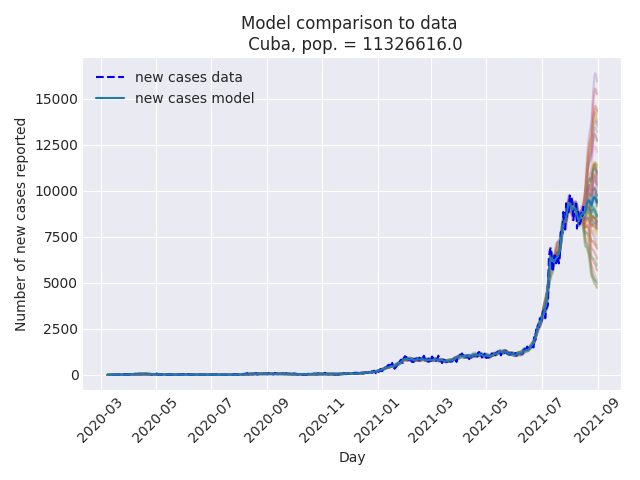 Model comparison to data
Cuba, pop. = 11326616.0
new cases data
new cases model
Number of new cases reported
15000
12500
10000
7500
5000
2500
0
2020-03
2020-05
2020-07
2020-09
2020-11
2021-01
2021-03
2021-05
2021-07
2021-09
Day